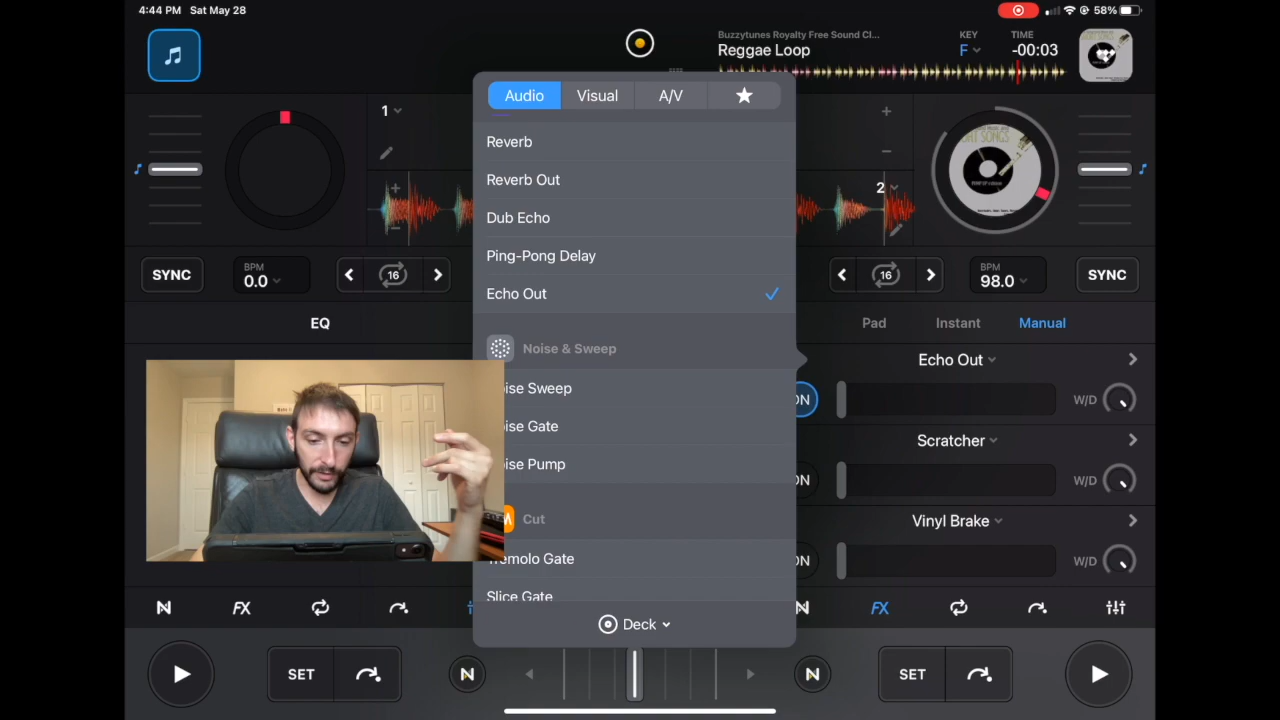 4:44 PM Sat May 28
58%
Buzzytunes Royalty Free Sound Cl...
Reggae Loop
KEY
F
TIME
-00:03
Audio
Visual
A/V
1
Reverb
Reverb Out
Dub Echo
Ping-Pong Delay
Echo Out
2
SYNC
BPM
0.0
16
16
BPM
98.0
SYNC
EQ
Noise & Sweep
Pad
Instant
Manual
Echo Out
W/D
Scratcher
W/D
Vinyl Brake
W/D
Cut
Slice Gate
FX
FX
Deck
SET
SET